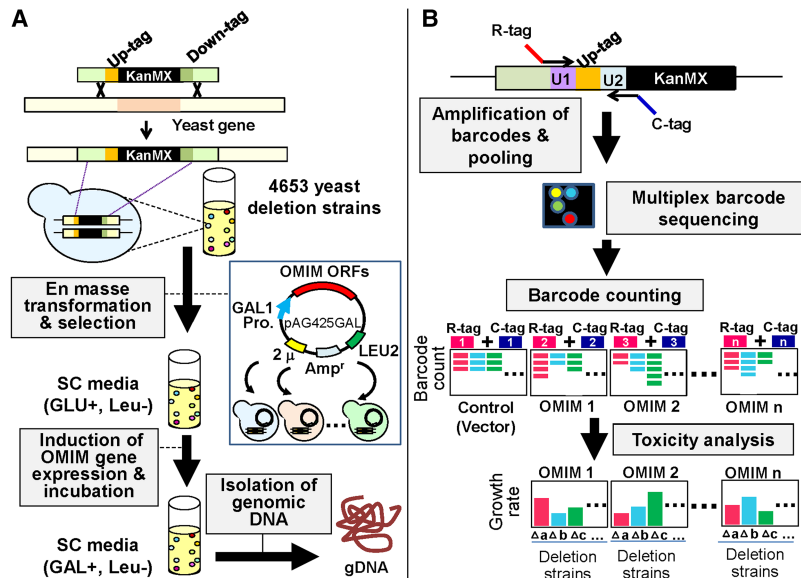 A
Up-tag
Down-tag
KanMX
Yeast gene
KanMX
4653 yeast
deletion strains
En masse
transformation
& selection
OMIM ORFs
GAL1
Pro.
pAG425GAL
2 μ
Ampr
LEU2
SC media
(GLU+, Leu-)
Induction of
OMIM gene
expression &
incubation
Isolation of
genomic
DNA
SC media
(GAL+, Leu-)
gDNA
B
R-tag
Up-tag
U1
U2
KanMX
C-tag
Amplification of
barcodes &
pooling
Multiplex barcode
sequencing
Barcode counting
Barcode
count
R-tag C-tag R-tag C-tag R-tag C-tag R-tag C-tag
1 + 1 2 + 2 3 + 3 n + n
Control
(Vector)
OMIM 1
OMIM 2
OMIM n
Toxicity analysis
Growth
rate
OMIM 1 OMIM 2 OMIM n
Δa Δb Δc ... Δa Δb Δc ... Δa Δb Δc ...
Deletion
strains
Deletion
strains
Deletion
strains